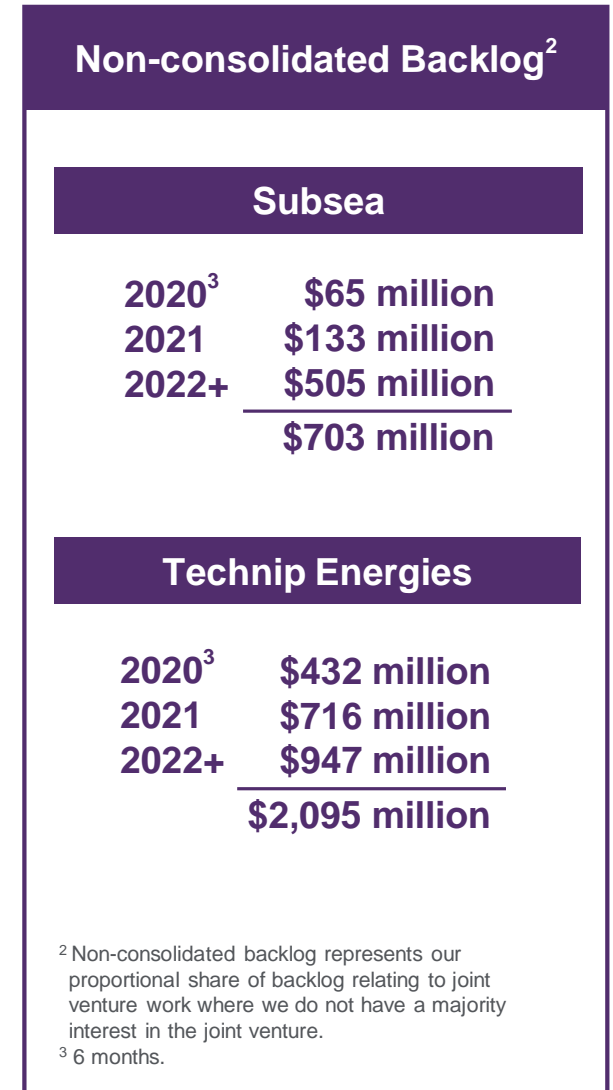 Non-consolidated Backlog²
Subsea
2020³ $65 million
2021 $133 million
2022+ $505 million
$703 million
Technip Energies
2020³ $432 million
2021 $716 million
2022+ $947 million
$2,095 million
² Non-consolidated backlog represents our
proportional share of backlog relating to joint
venture work where we do not have a majority
interest in the joint venture.
³ 6 months.